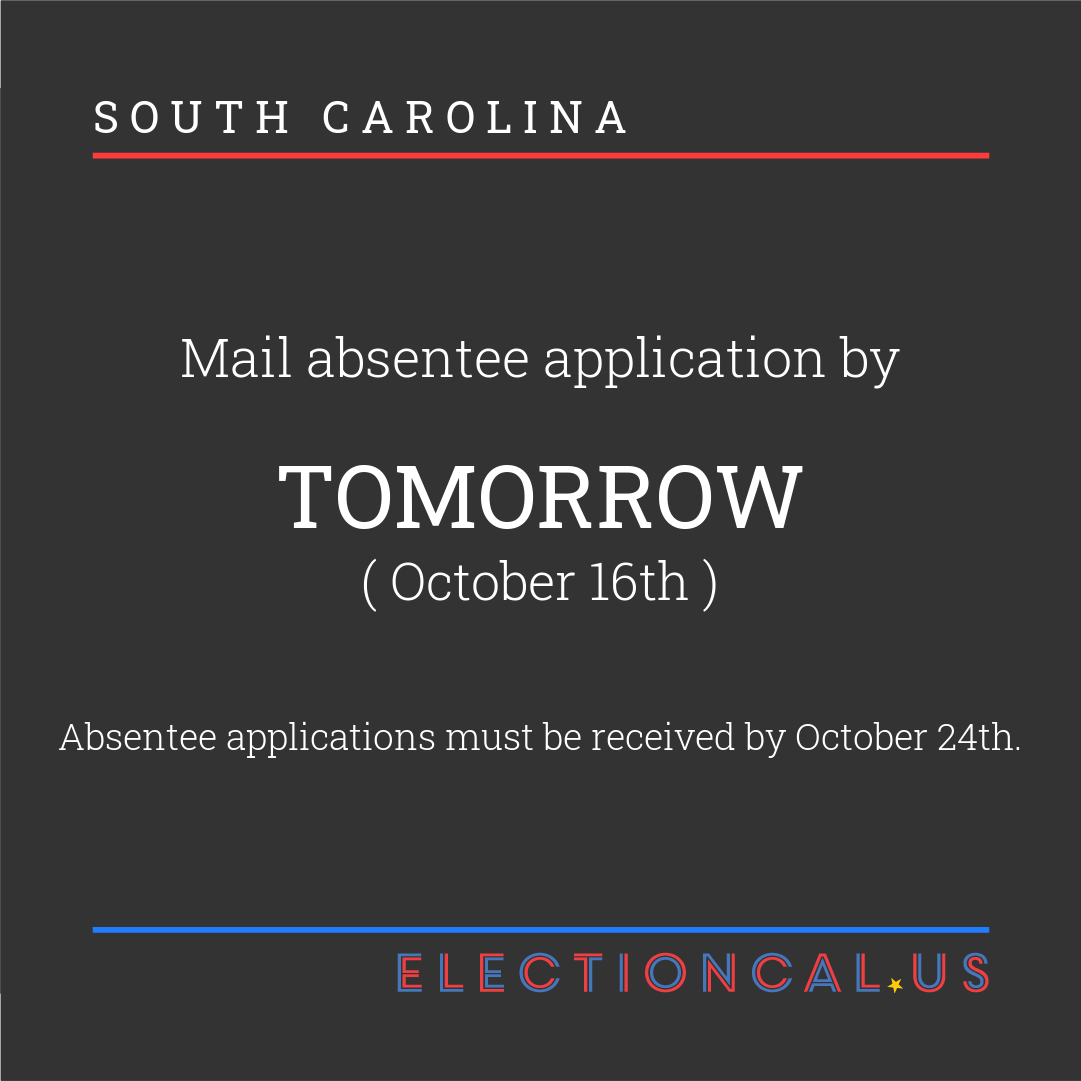 SOUTH CAROLINA
Mail absentee application by
TOMORROW
( October 16th )
Absentee applications must be received by October 24th.
ELECTIONCAL.US